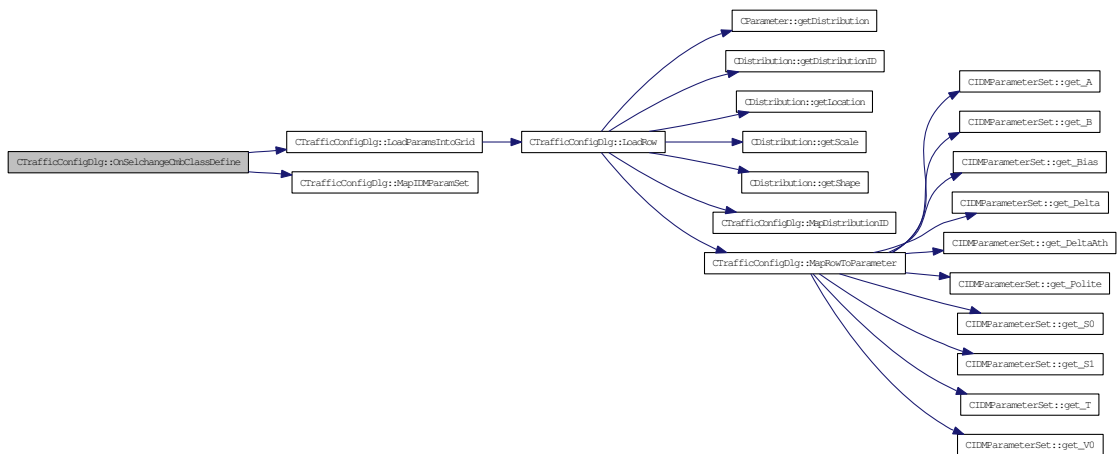 CTrafficConfigDlg::OnSelchangeCmbClassDefine
CTrafficConfigDlg::LoadParamsIntoGrid
CTrafficConfigDlg::MapIDMParamSet
CTrafficConfigDlg::LoadRow
CParameter::getDistribution
CDistribution::getDistributionID
CDistribution::getLocation
CDistribution::getScale
CDistribution::getShape
CTrafficConfigDlg::MapDistributionID
CTrafficConfigDlg::MapRowToParameter
CIDMParameterSet::get_A
CIDMParameterSet::get_B
CIDMParameterSet::get_Bias
CIDMParameterSet::get_Delta
CIDMParameterSet::get_DeltaAth
CIDMParameterSet::get_Polite
CIDMParameterSet::get_S0
CIDMParameterSet::get_S1
CIDMParameterSet::get_T
CIDMParameterSet::get_V0